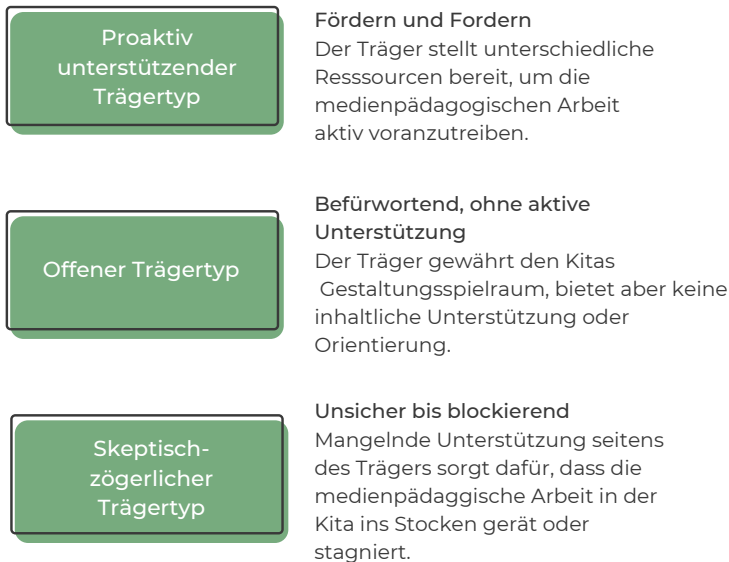 Proaktiv
unterstützender
Trägertyp
Fördern und Fordern
Der Träger stellt unterschiedliche
Resssourcen bereit, um die
medienpädagogischen Arbeit
aktiv voranzutreiben.
Offener Trägertyp
Befürwortend, ohne aktive
Unterstützung
Der Träger gewährt den Kitas
Gestaltungsspielraum, bietet aber keine
inhaltliche Unterstützung oder
Orientierung.
Skeptisch-
zögerlicher
Trägertyp
Unsicher bis blockierend
Mangelnde Unterstützung seitens
des Trägers sorgt dafür, dass die
medienpädaggische Arbeit in der
Kita ins Stocken gerät oder
stagniert.